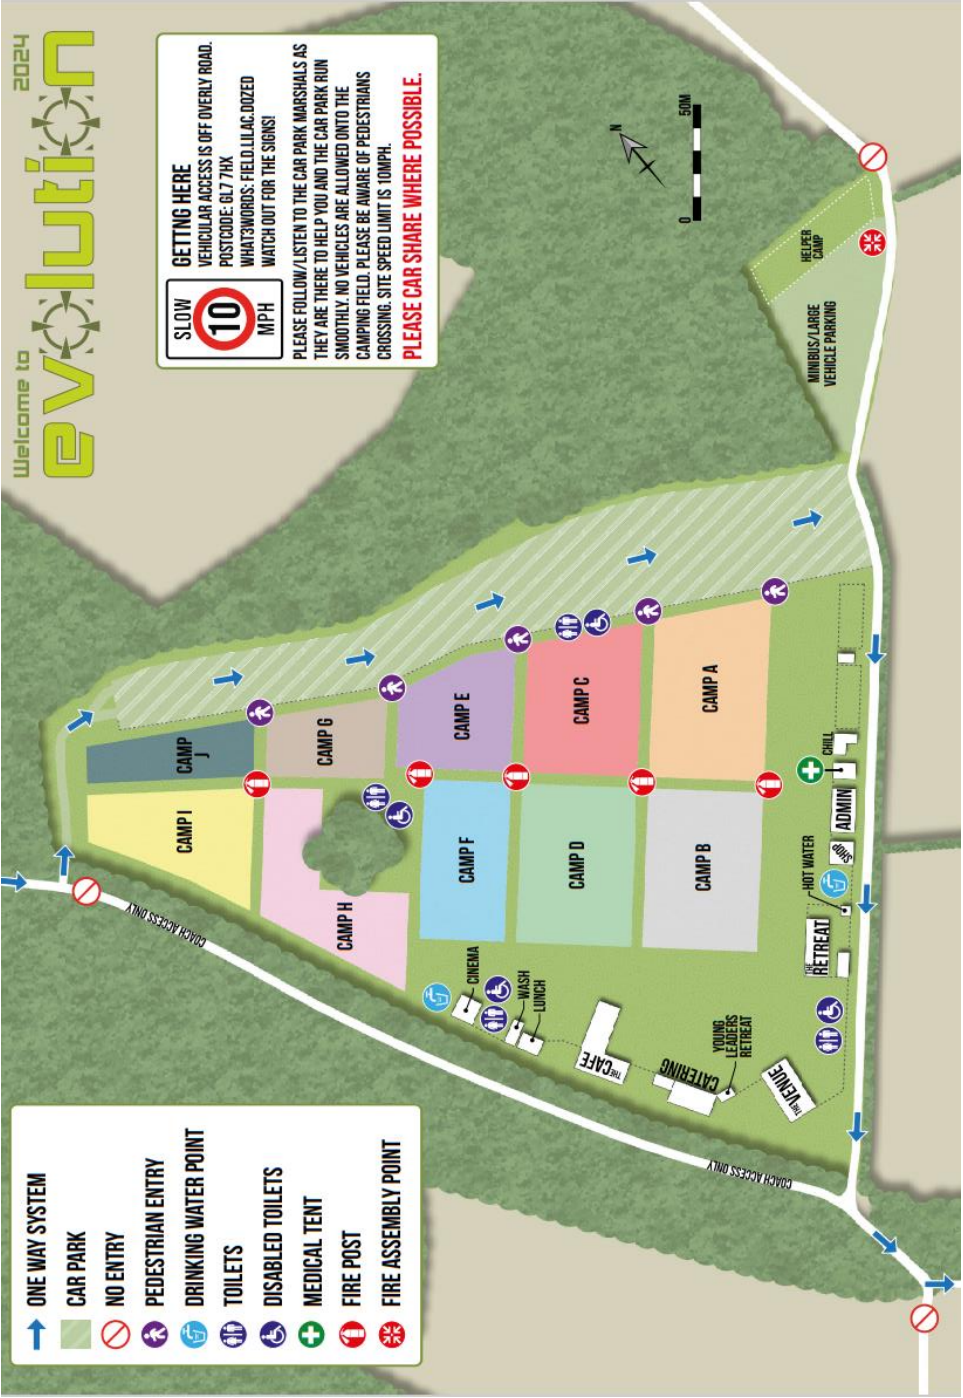 Welcome to 2024
evolution
SLOW
10
MPH
GETTNG HERE
VEHICULAR ACCESS IS OFF OVERLY ROAD.
POSTCODE: GL7 7HX
WHAT3WORDS: FIELD.LILAC.DOZED
WATCH OUT FOR THE SIGNS!
PLEASE FOLLOW/LISTEN TO THE CAR PARK MARSHALS AS
THEY ARE THERE TO HELP YOU AND THE CAR PARK RUN
SMOOTHLY. NO VEHICLES ARE ALLOWED ONTO THE
CAMPING FIELD. PLEASE BE AWARE OF PEDESTRIANS
CROSSING. SITE SPEED LIMIT IS 10MPH.
PLEASE CAR SHARE WHERE POSSIBLE.
N
0 50M
HELPER
CAMP
MINIBUS/LARGE
VEHICLE PARKING
CAMP
J
CAMP G
CAMP E
CAMP C
CAMP A
CAMP I
CAMP H
CAMP F
CAMP D
CAMP B
COACH ACCESS ONLY
CINEMA
WASH
LUNCH
THE CAFE
CATERING
YOUNG
LEADERS
RETREAT
THE VENUE
THE
RETREAT
HOT WATER
SHOP
ADMIN
CHILL
COACH ACCESS ONLY
ONE WAY SYSTEM
CAR PARK
NO ENTRY
PEDESTRIAN ENTRY
DRINKING WATER POINT
TOILETS
DISABLED TOILETS
MEDICAL TENT
FIRE POST
FIRE ASSEMBLY POINT